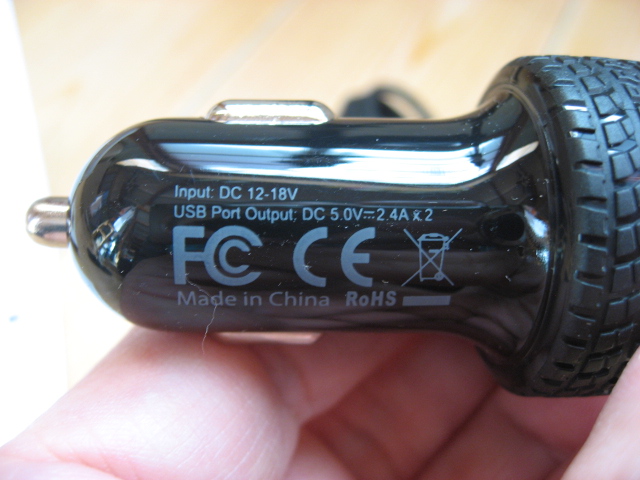 Input: DC 12-18V
USB Port Output: DC 5.0V⎓2.4A x 2
FC CE
Made in China RoHS